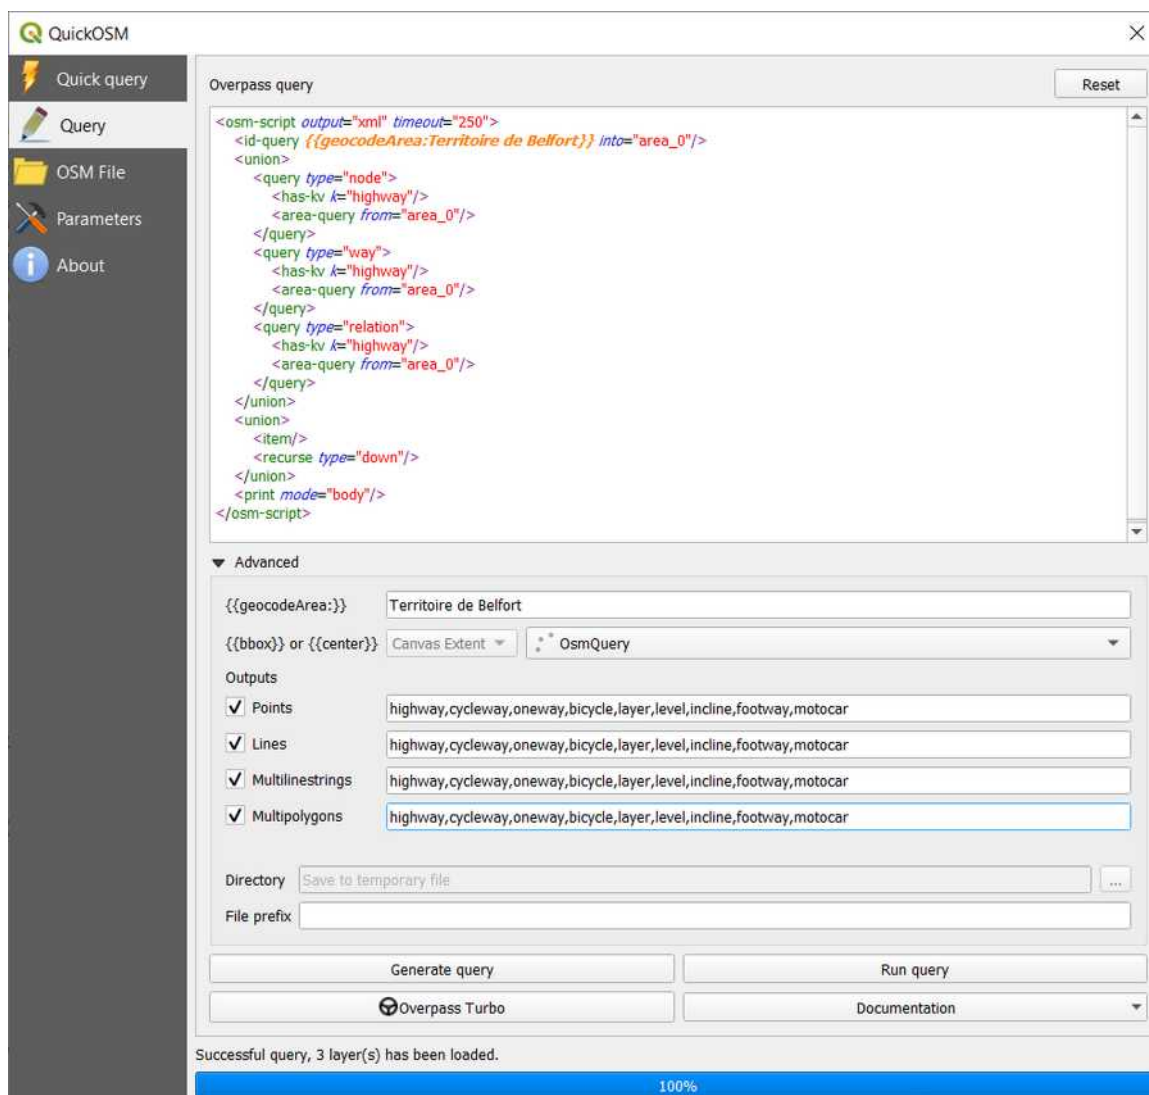 QuickOSM
Quick query
Query
OSM File
Parameters
About
Overpass query
Reset
<osm-script output="xml" timeout="250">
<id-query {{geocodeArea:Territoire de Belfort}} into="area_0"/>
<union>
<query type="node">
<has-kv k="highway"/>
<area-query from="area_0"/>
</query>
<query type="way">
<has-kv k="highway"/>
<area-query from="area_0"/>
</query>
<query type="relation">
<has-kv k="highway"/>
<area-query from="area_0"/>
</query>
</union>
<union>
<item/>
<recurse type="down"/>
</union>
<print mode="body"/>
</osm-script>
Advanced
{{geocodeArea:}} Territoire de Belfort
{{bbox}} or {{center}} Canvas Extent OsmQuery
Outputs
Points highway,cycleway,oneway,bicycle,layer,level,incline,footway,motocar
Lines highway,cycleway,oneway,bicycle,layer,level,incline,footway,motocar
Multilinestrings highway,cycleway,oneway,bicycle,layer,level,incline,footway,motocar
Multipolygons highway,cycleway,oneway,bicycle,layer,level,incline,footway,motocar
Directory Save to temporary file ...
File prefix
Generate query Run query
Overpass Turbo Documentation
Successful query, 3 layer(s) has been loaded.
100%